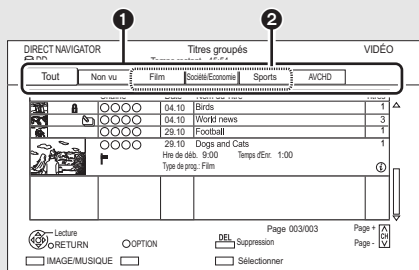 ❶ ❷
DIRECT NAVIGATOR Titres groupés VIDÉO
Tout Non vu Film Société/Economie Sports AVCHD
04.10 Birds 1
04.10 World news 3
29.10 Football 1
29.10 Dogs and Cats 1
Hre de déb. 9:00 Temps d'Enr. 1:00
Type de prog.: Film
Lecture
RETURN OPTION DEL Suppression Page 003/003 Page + CH
Page -
IMAGE/MUSIQUE Sélectionner